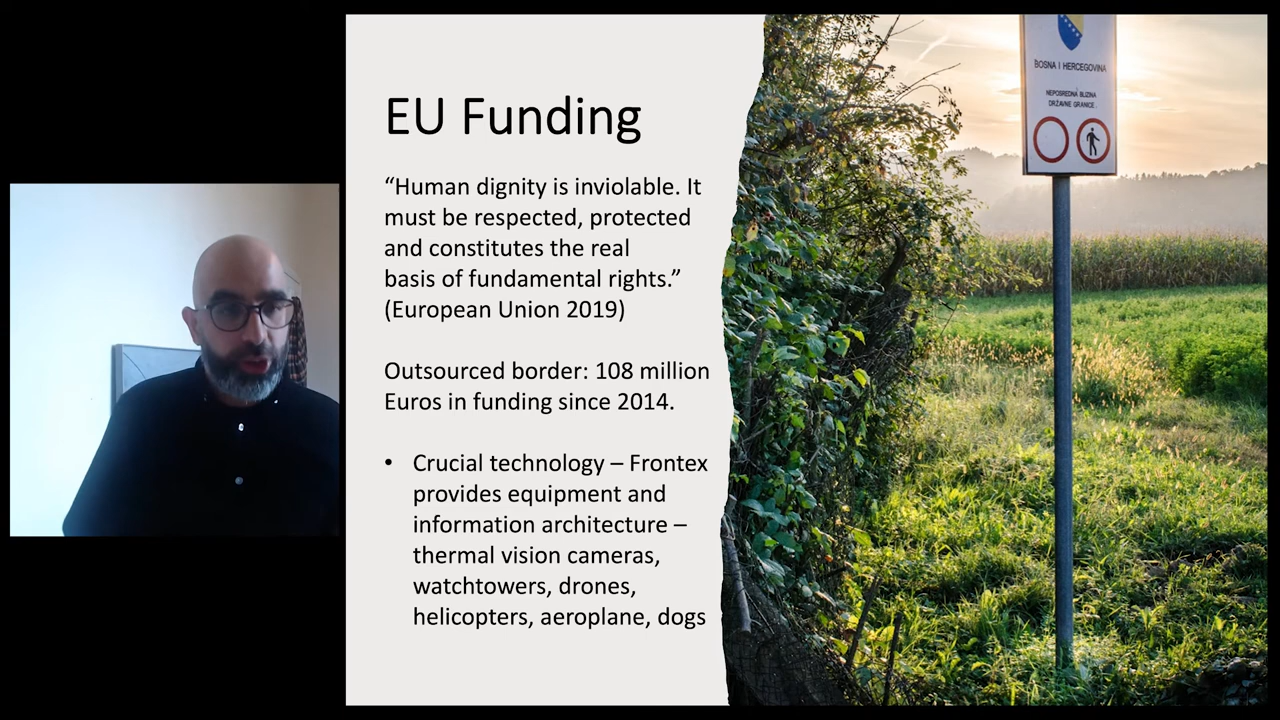 EU Funding
“Human dignity is inviolable. It
must be respected, protected
and constitutes the real
basis of fundamental rights.”
(European Union 2019)
Outsourced border: 108 million
Euros in funding since 2014.
• Crucial technology – Frontex
provides equipment and
information architecture –
thermal vision cameras,
watchtowers, drones,
helicopters, aeroplane, dogs
BOSNA I HERCEGOVINA
NEPOSREDNA BLIZINA
DRŽAVNE GRANICE.